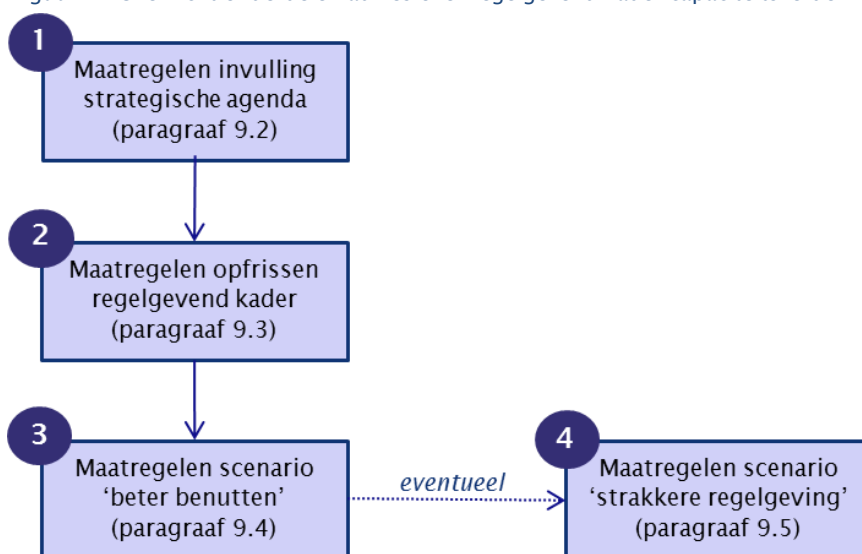 1
Maatregelen invulling
strategische agenda
(paragraaf 9.2)
2
Maatregelen opfrissen
regelgevend kader
(paragraaf 9.3)
3
Maatregelen scenario
‘beter benutten’
(paragraaf 9.4)
eventueel
4
Maatregelen scenario
‘strakkere regelgeving’
(paragraaf 9.5)